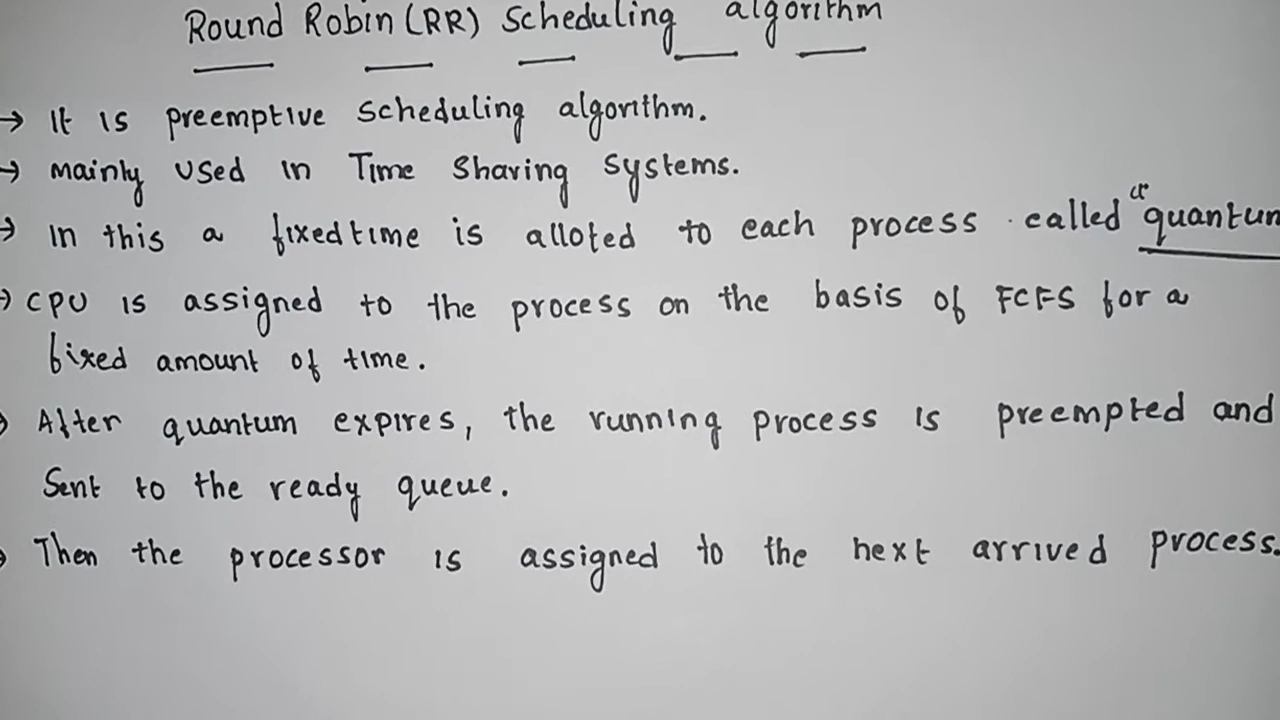 Round Robin (RR) Scheduling algorithm
→ It is preemptive scheduling algorithm.
→ mainly used in Time Sharing systems.
→ In this a fixed time is alloted to each process called quantum
→ CPU is assigned to the process on the basis of FCFS for a
fixed amount of time.
→ After quantum expires, the running process is preempted and
Sent to the ready queue.
→ Then the processor is assigned to the next arrived process.